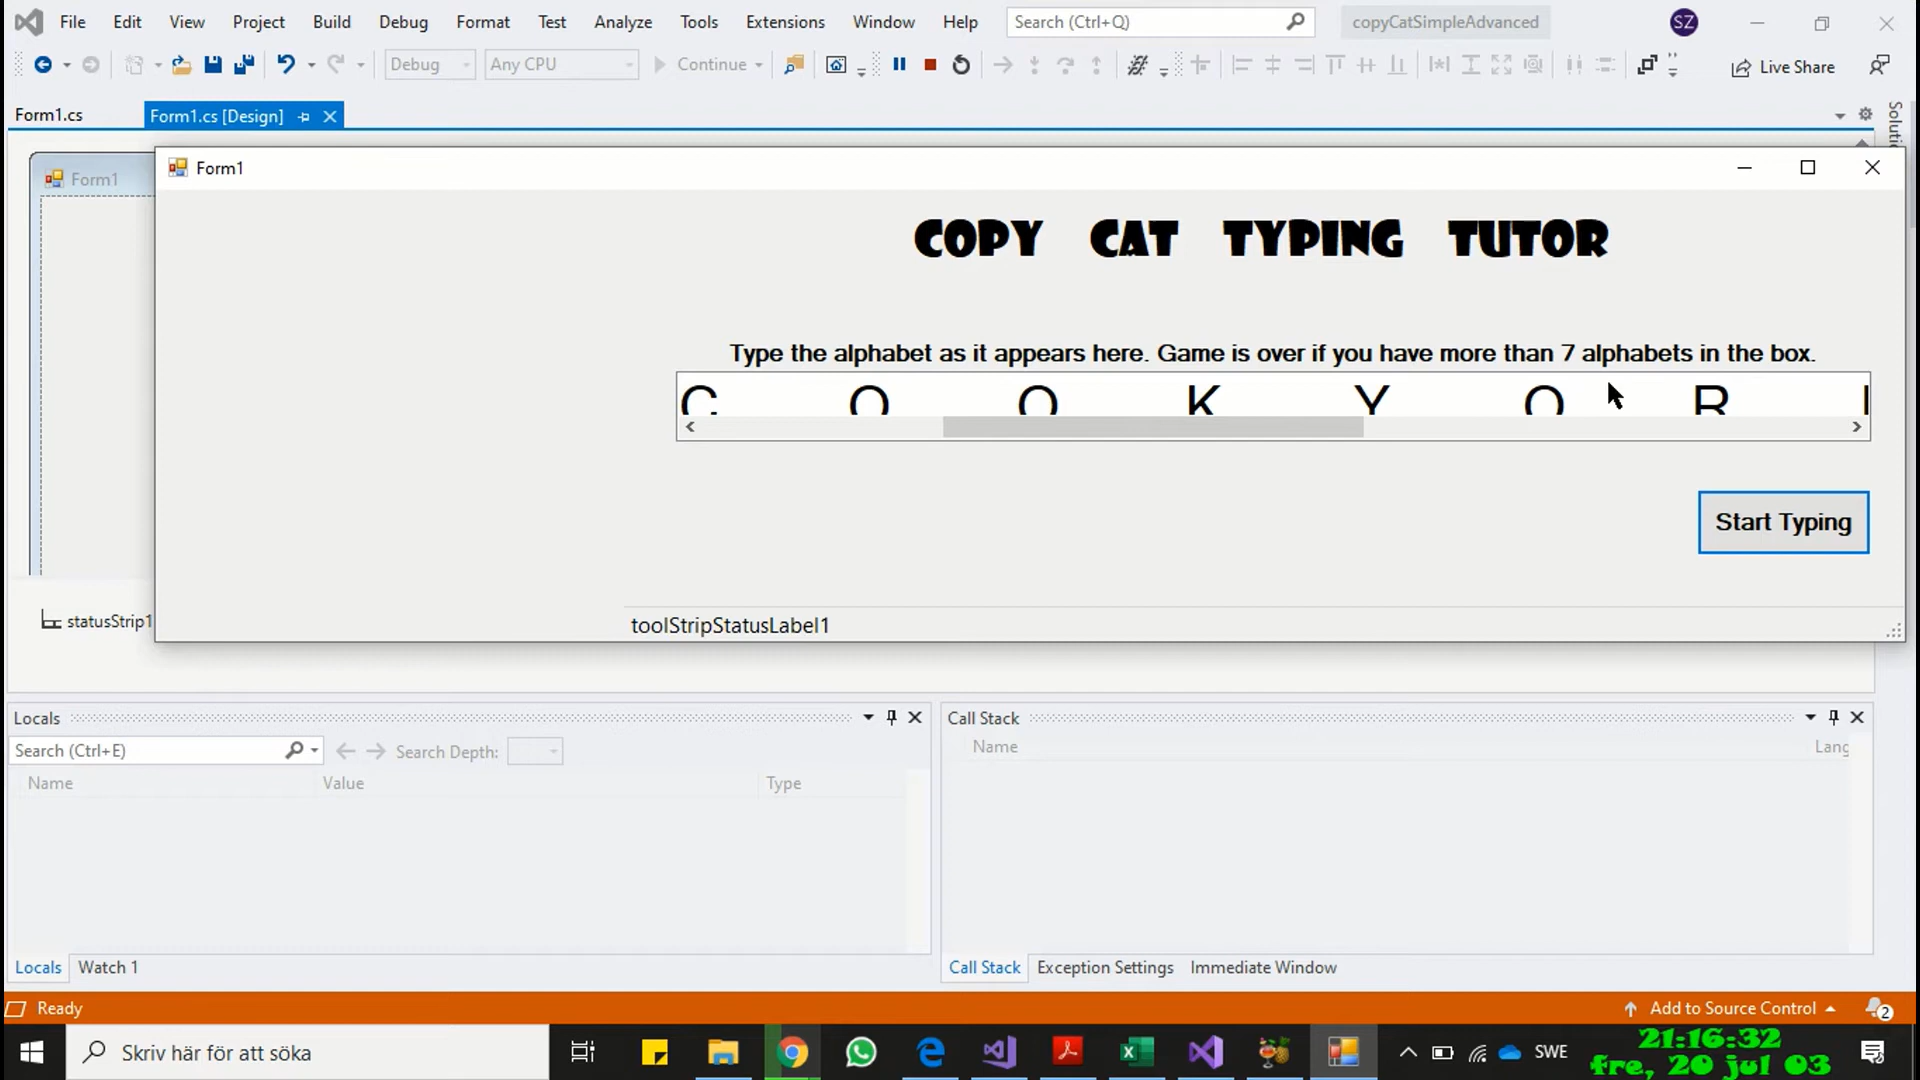 File Edit View Project Build Debug Format Test Analyze Tools Extensions Window Help Search (Ctrl+Q) copyCatSimpleAdvanced SZ
Debug Any CPU Continue Live Share
Form1.cs Form1.cs [Design]
Form1
Form1
COPY CAT TYPING TUTOR
Type the alphabet as it appears here. Game is over if you have more than 7 alphabets in the box.
K Y R
Start Typing
statusStrip1
toolStripStatusLabel1
Locals Call Stack
Search (Ctrl+E) Search Depth: Name
Name Value Type
Locals Watch 1 Call Stack Exception Settings Immediate Window
Ready Add to Source Control 2
Skriv här för att söka SWE 21:16:32
fre, 20 jul 03